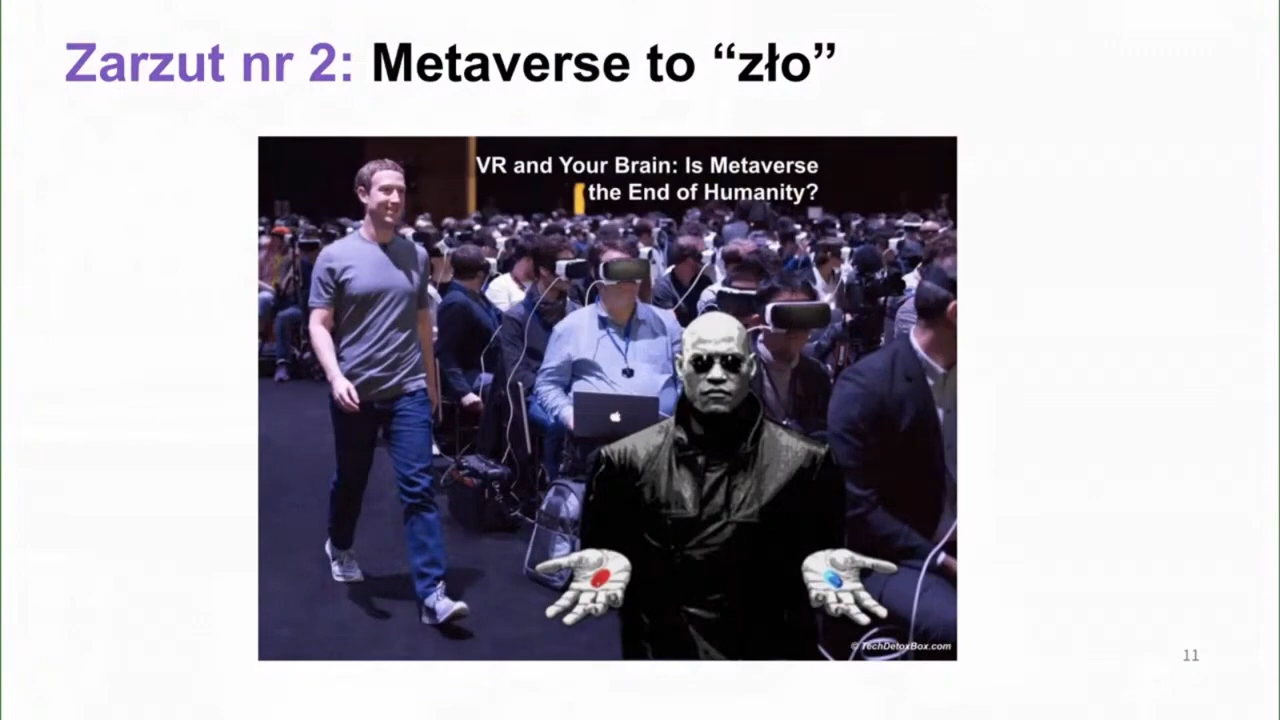 Zarzut nr 2: Metaverse to “zło”
VR and Your Brain: Is Metaverse
the End of Humanity?
© TechDetoxBox.com
11